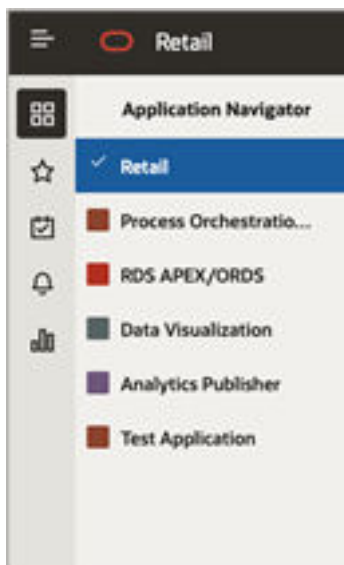 Retail
Application Navigator
Retail
Process Orchestratio...
RDS APEX/ORDS
Data Visualization
Analytics Publisher
Test Application